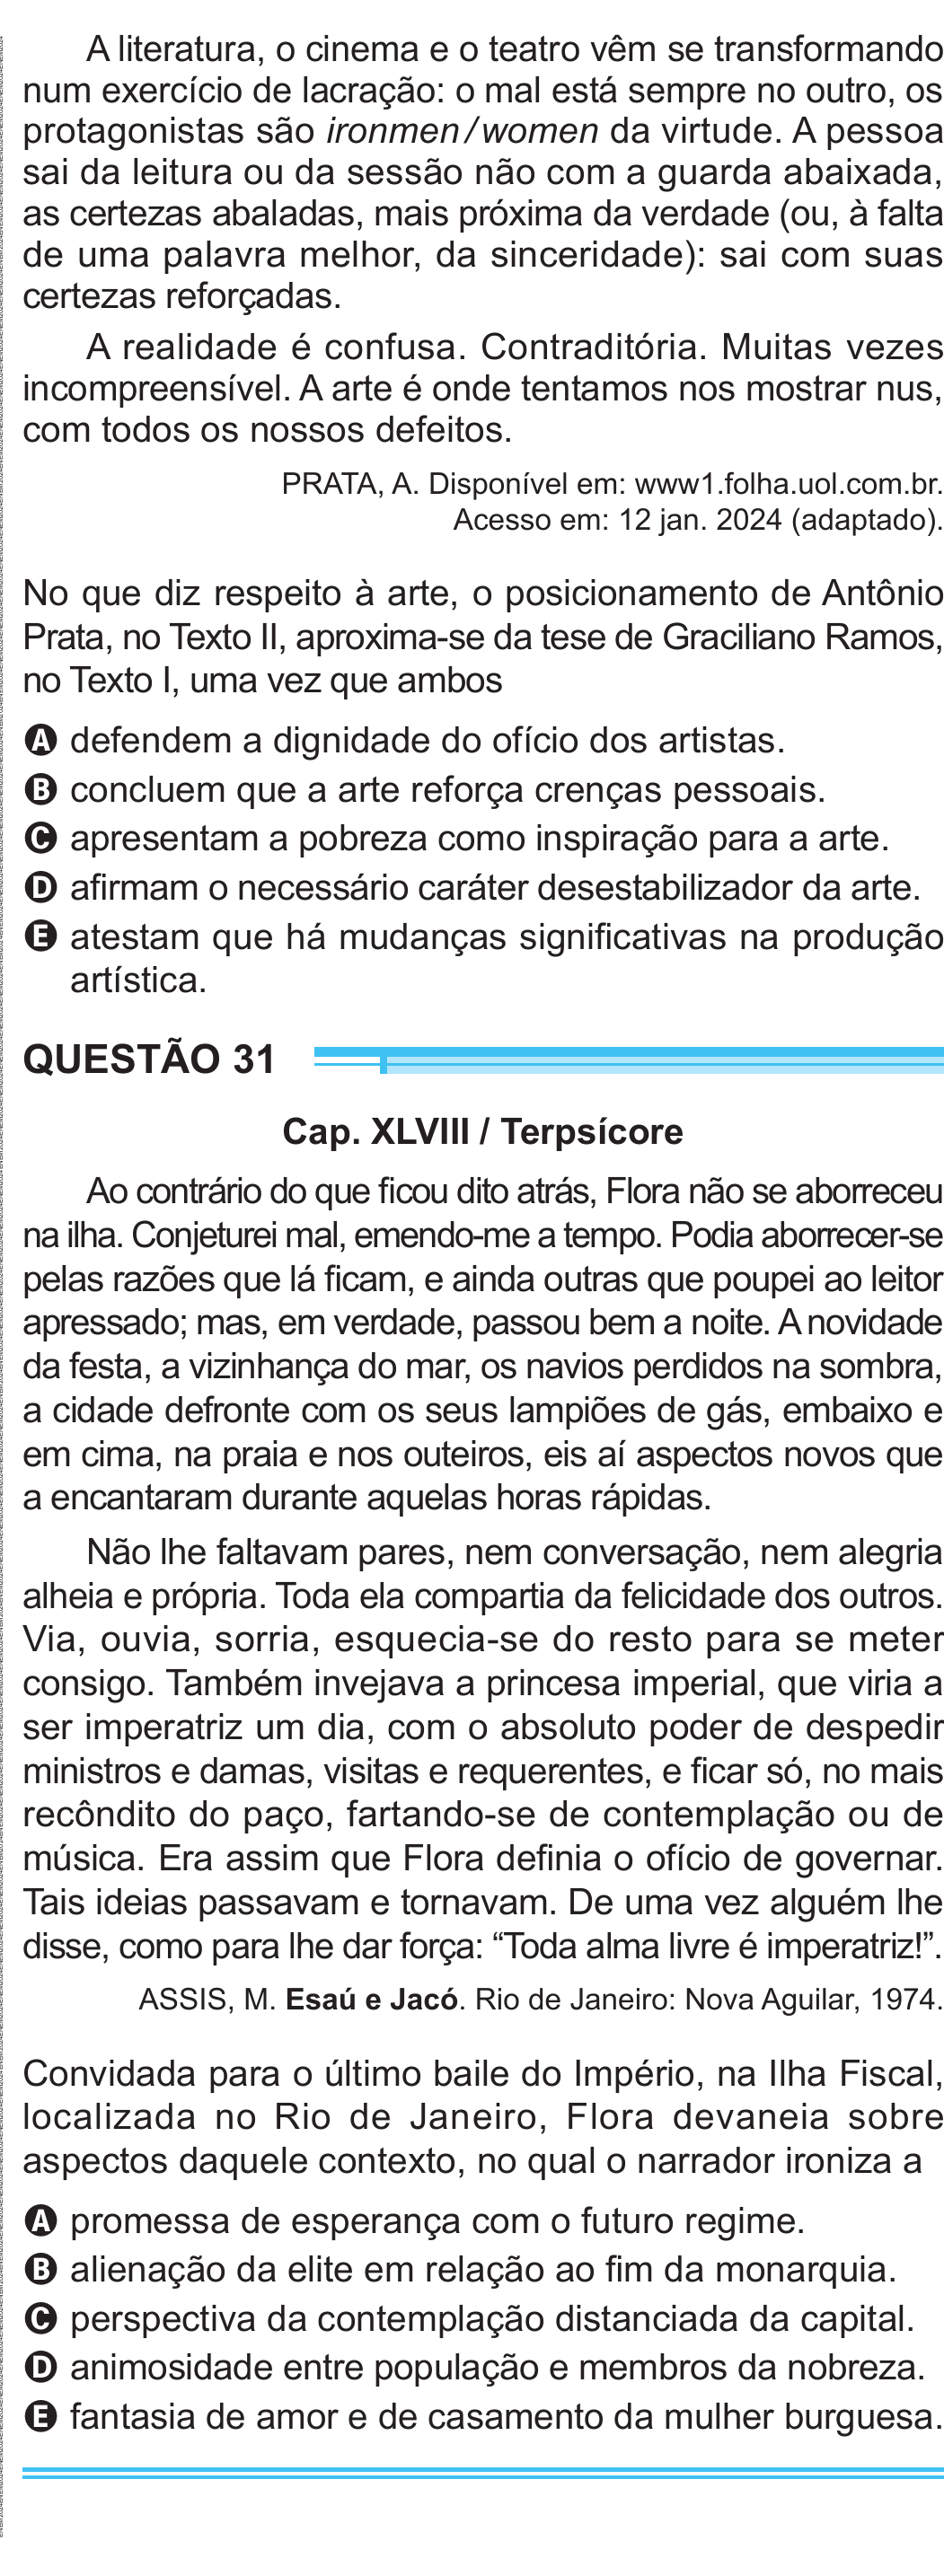 A literatura, o cinema e o teatro vêm se transformando
num exercício de lacração: o mal está sempre no outro, os
protagonistas são ironmen/women da virtude. A pessoa
sai da leitura ou da sessão não com a guarda abaixada,
as certezas abaladas, mais próxima da verdade (ou, à falta
de uma palavra melhor, da sinceridade): sai com suas
certezas reforçadas.
A realidade é confusa. Contraditória. Muitas vezes
incompreensível. A arte é onde tentamos nos mostrar nus,
com todos os nossos defeitos.
PRATA, A. Disponível em: www1.folha.uol.com.br.
Acesso em: 12 jan. 2024 (adaptado).
No que diz respeito à arte, o posicionamento de Antônio
Prata, no Texto II, aproxima-se da tese de Graciliano Ramos,
no Texto I, uma vez que ambos
A defendem a dignidade do ofício dos artistas.
B concluem que a arte reforça crenças pessoais.
C apresentam a pobreza como inspiração para a arte.
D afirmam o necessário caráter desestabilizador da arte.
E atestam que há mudanças significativas na produção
artística.
QUESTÃO 31
Cap. XLVIII / Terpsícore
Ao contrário do que ficou dito atrás, Flora não se aborreceu
na ilha. Conjeturei mal, emendo-me a tempo. Podia aborrecer-se
pelas razões que lá ficam, e ainda outras que poupei ao leitor
apressado; mas, em verdade, passou bem a noite. A novidade
da festa, a vizinhança do mar, os navios perdidos na sombra,
a cidade defronte com os seus lampiões de gás, embaixo e
em cima, na praia e nos outeiros, eis aí aspectos novos que
a encantaram durante aquelas horas rápidas.
Não lhe faltavam pares, nem conversação, nem alegria
alheia e própria. Toda ela compartia da felicidade dos outros.
Via, ouvia, sorria, esquecia-se do resto para se meter
consigo. Também invejava a princesa imperial, que viria a
ser imperatriz um dia, com o absoluto poder de despedir
ministros e damas, visitas e requerentes, e ficar só, no mais
recôndito do paço, fartando-se de contemplação ou de
música. Era assim que Flora definia o ofício de governar.
Tais ideias passavam e tornavam. De uma vez alguém lhe
disse, como para lhe dar força: “Toda alma livre é imperatriz!”.
ASSIS, M. Esaú e Jacó. Rio de Janeiro: Nova Aguilar, 1974.
Convidada para o último baile do Império, na Ilha Fiscal,
localizada no Rio de Janeiro, Flora devaneia sobre
aspectos daquele contexto, no qual o narrador ironiza a
A promessa de esperança com o futuro regime.
B alienação da elite em relação ao fim da monarquia.
C perspectiva da contemplação distanciada da capital.
D animosidade entre população e membros da nobreza.
E fantasia de amor e de casamento da mulher burguesa.